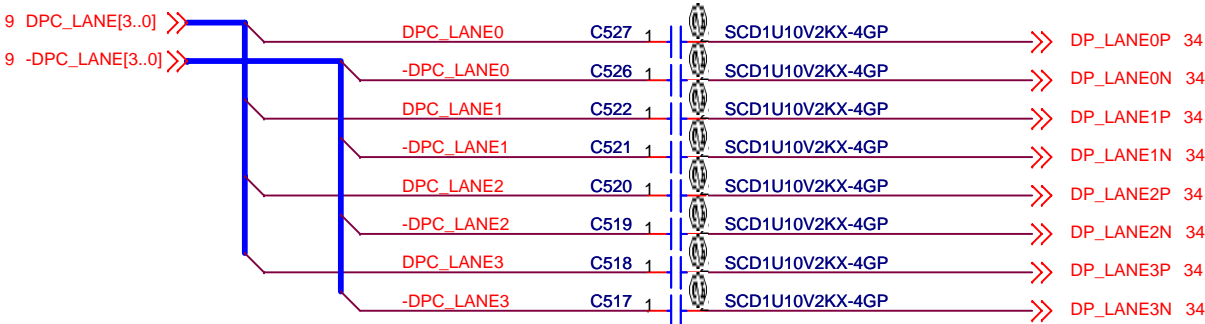 9 DPC_LANE[3..0]
DPC_LANE0 C527 1 SCD1U10V2KX-4GP DP_LANE0P 34
9 -DPC_LANE[3..0]
-DPC_LANE0 C526 1 SCD1U10V2KX-4GP DP_LANE0N 34
DPC_LANE1 C522 1 SCD1U10V2KX-4GP DP_LANE1P 34
-DPC_LANE1 C521 1 SCD1U10V2KX-4GP DP_LANE1N 34
DPC_LANE2 C520 1 SCD1U10V2KX-4GP DP_LANE2P 34
-DPC_LANE2 C519 1 SCD1U10V2KX-4GP DP_LANE2N 34
DPC_LANE3 C518 1 SCD1U10V2KX-4GP DP_LANE3P 34
-DPC_LANE3 C517 1 SCD1U10V2KX-4GP DP_LANE3N 34